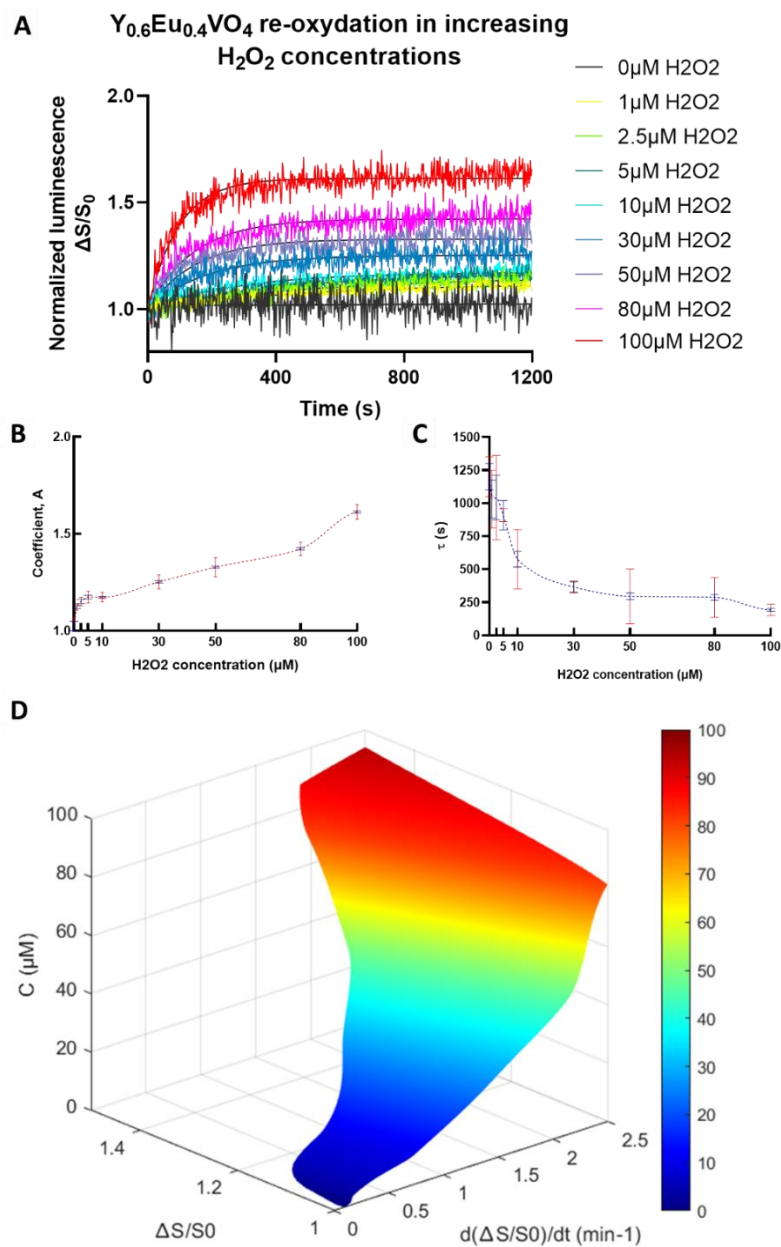 A
Y0.6Eu0.4VO4 re-oxydation in increasing
H2O2 concentrations
2.0
1.5
1.0
Normalized luminescence
ΔS/S0
0
400
800
1200
Time (s)
0μM H2O2
1μM H2O2
2.5μM H2O2
5μM H2O2
10μM H2O2
30μM H2O2
50μM H2O2
80μM H2O2
100μM H2O2
B
2.0
1.5
1.0
Coefficient, A
0 5 10 30 50 80 100
H2O2 concentration (μM)
C
1500
1250
1000
750
500
250
0
τ (s)
0 5 10 30 50 80 100
H2O2 concentration (μM)
D
100
80
60
40
20
0
C (μM)
1.4
1.2
1
ΔS/S0
0
0.5
1
1.5
2
2.5
d(ΔS/S0)/dt (min-1)
100
90
80
70
60
50
40
30
20
10
0